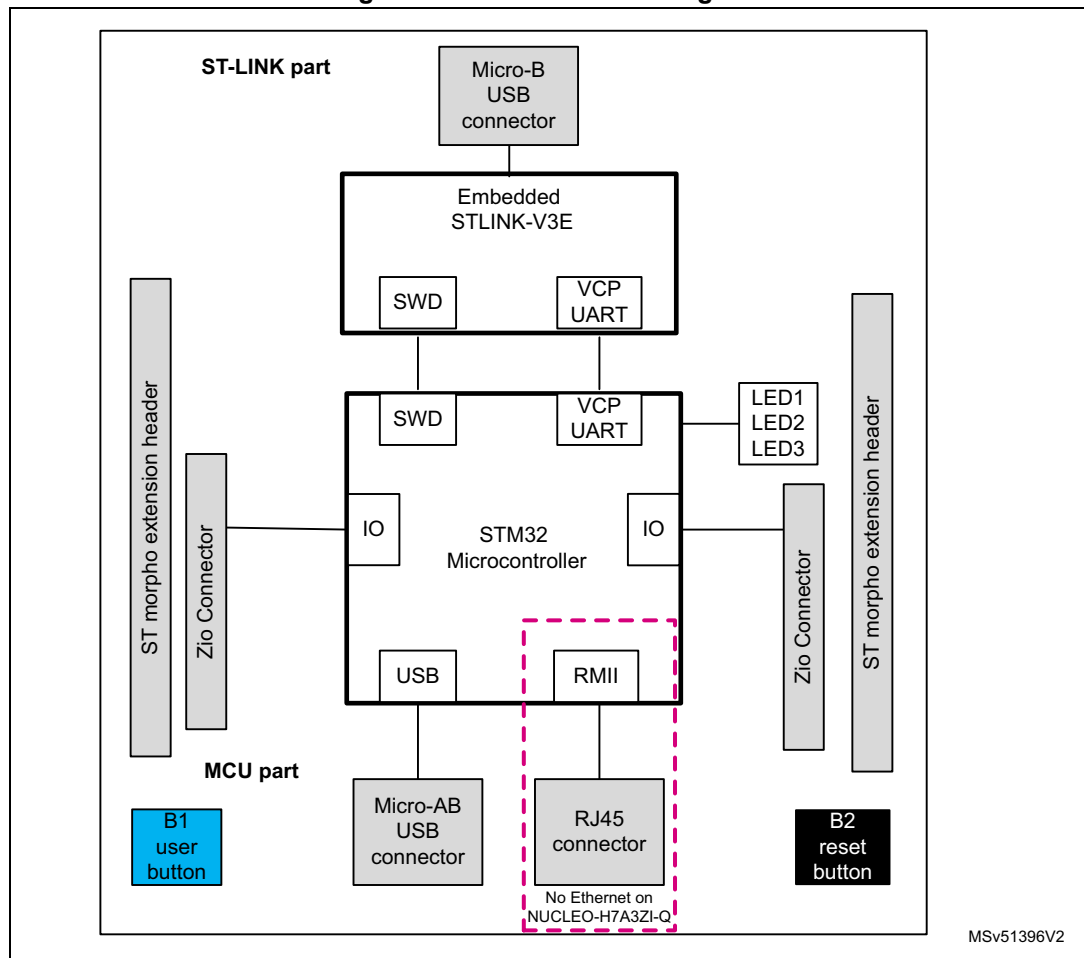 ST-LINK part
Micro-B
USB
connector
Embedded
STLINK-V3E
SWD
VCP
UART
SWD
VCP
UART
LED1
LED2
LED3
ST morpho extension header
Zio Connector
IO
STM32
Microcontroller
IO
Zio Connector
ST morpho extension header
USB
RMII
MCU part
B1
user
button
Micro-AB
USB
connector
RJ45
connector
B2
reset
button
No Ethernet on
NUCLEO-H7A3ZI-Q
MSv51396V2